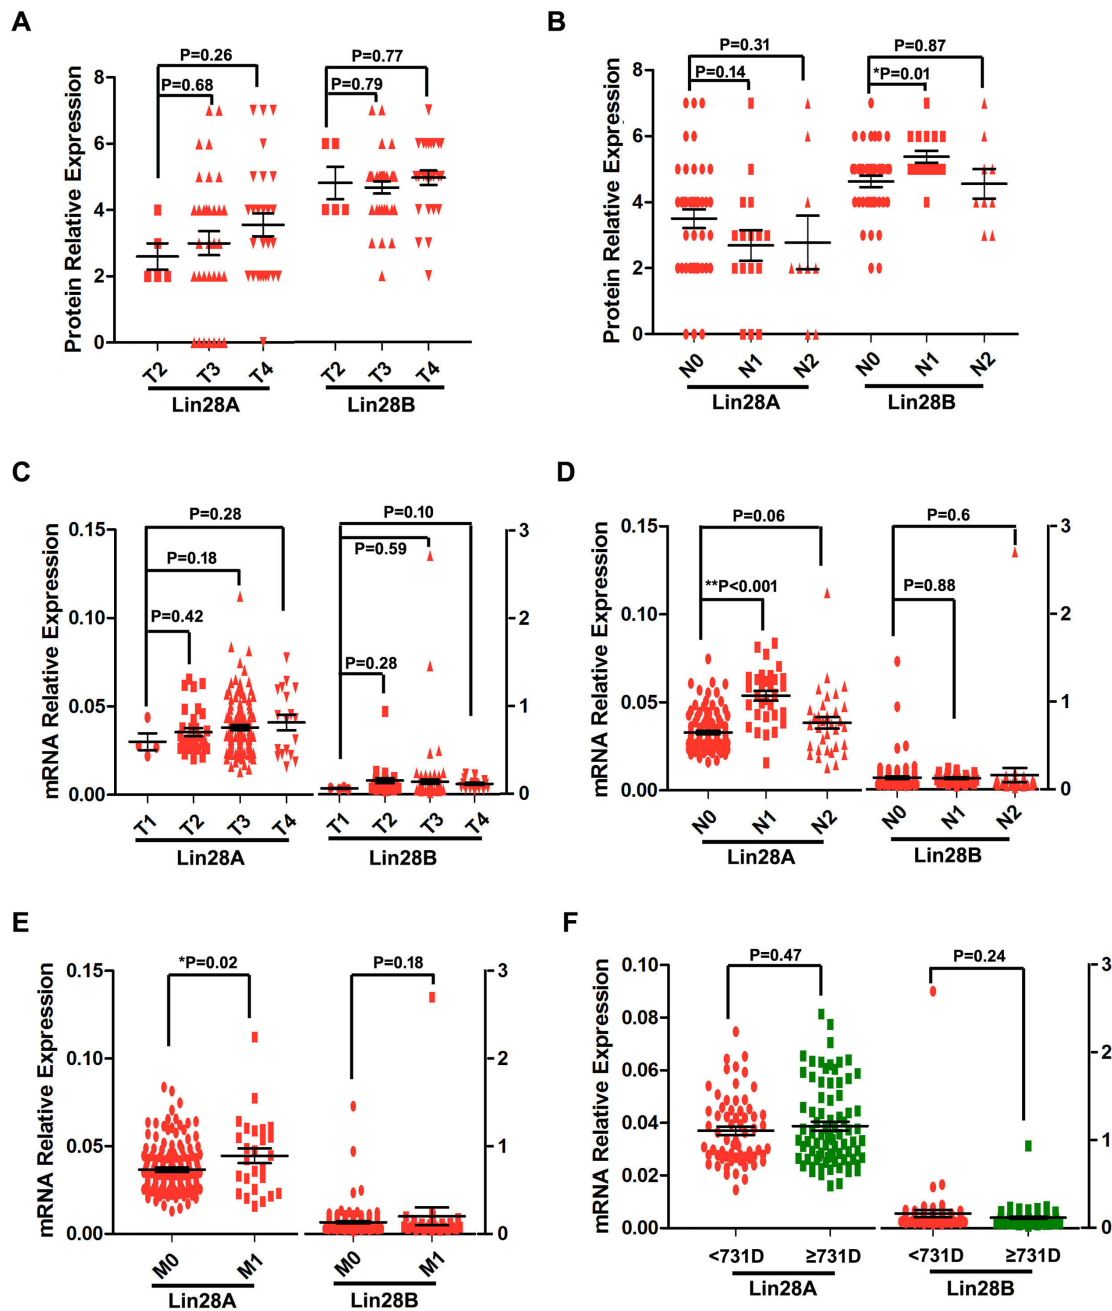 A
P=0.26
P=0.68
P=0.77
P=0.79
Protein Relative Expression
8
6
4
2
0
T2 T3 T4 T2 T3 T4
Lin28A Lin28B
B
P=0.31
P=0.14
P=0.87
*P=0.01
Protein Relative Expression
8
6
4
2
0
N0 N1 N2 N0 N1 N2
Lin28A Lin28B
C
P=0.28
P=0.18
P=0.42
P=0.10
P=0.59
P=0.28
mRNA Relative Expression
0.15
0.10
0.05
0.00
3
2
1
0
T1 T2 T3 T4 T1 T2 T3 T4
Lin28A Lin28B
D
P=0.06
**P<0.001
P=0.6
P=0.88
mRNA Relative Expression
0.15
0.10
0.05
0.00
3
2
1
0
N0 N1 N2 N0 N1 N2
Lin28A Lin28B
E
*P=0.02
P=0.18
mRNA Relative Expression
0.15
0.10
0.05
0.00
3
2
1
0
M0 M1 M0 M1
Lin28A Lin28B
F
P=0.47
P=0.24
mRNA Relative Expression
0.10
0.08
0.06
0.04
0.02
0.00
3
2
1
0
<731D ≥731D <731D ≥731D
Lin28A Lin28B